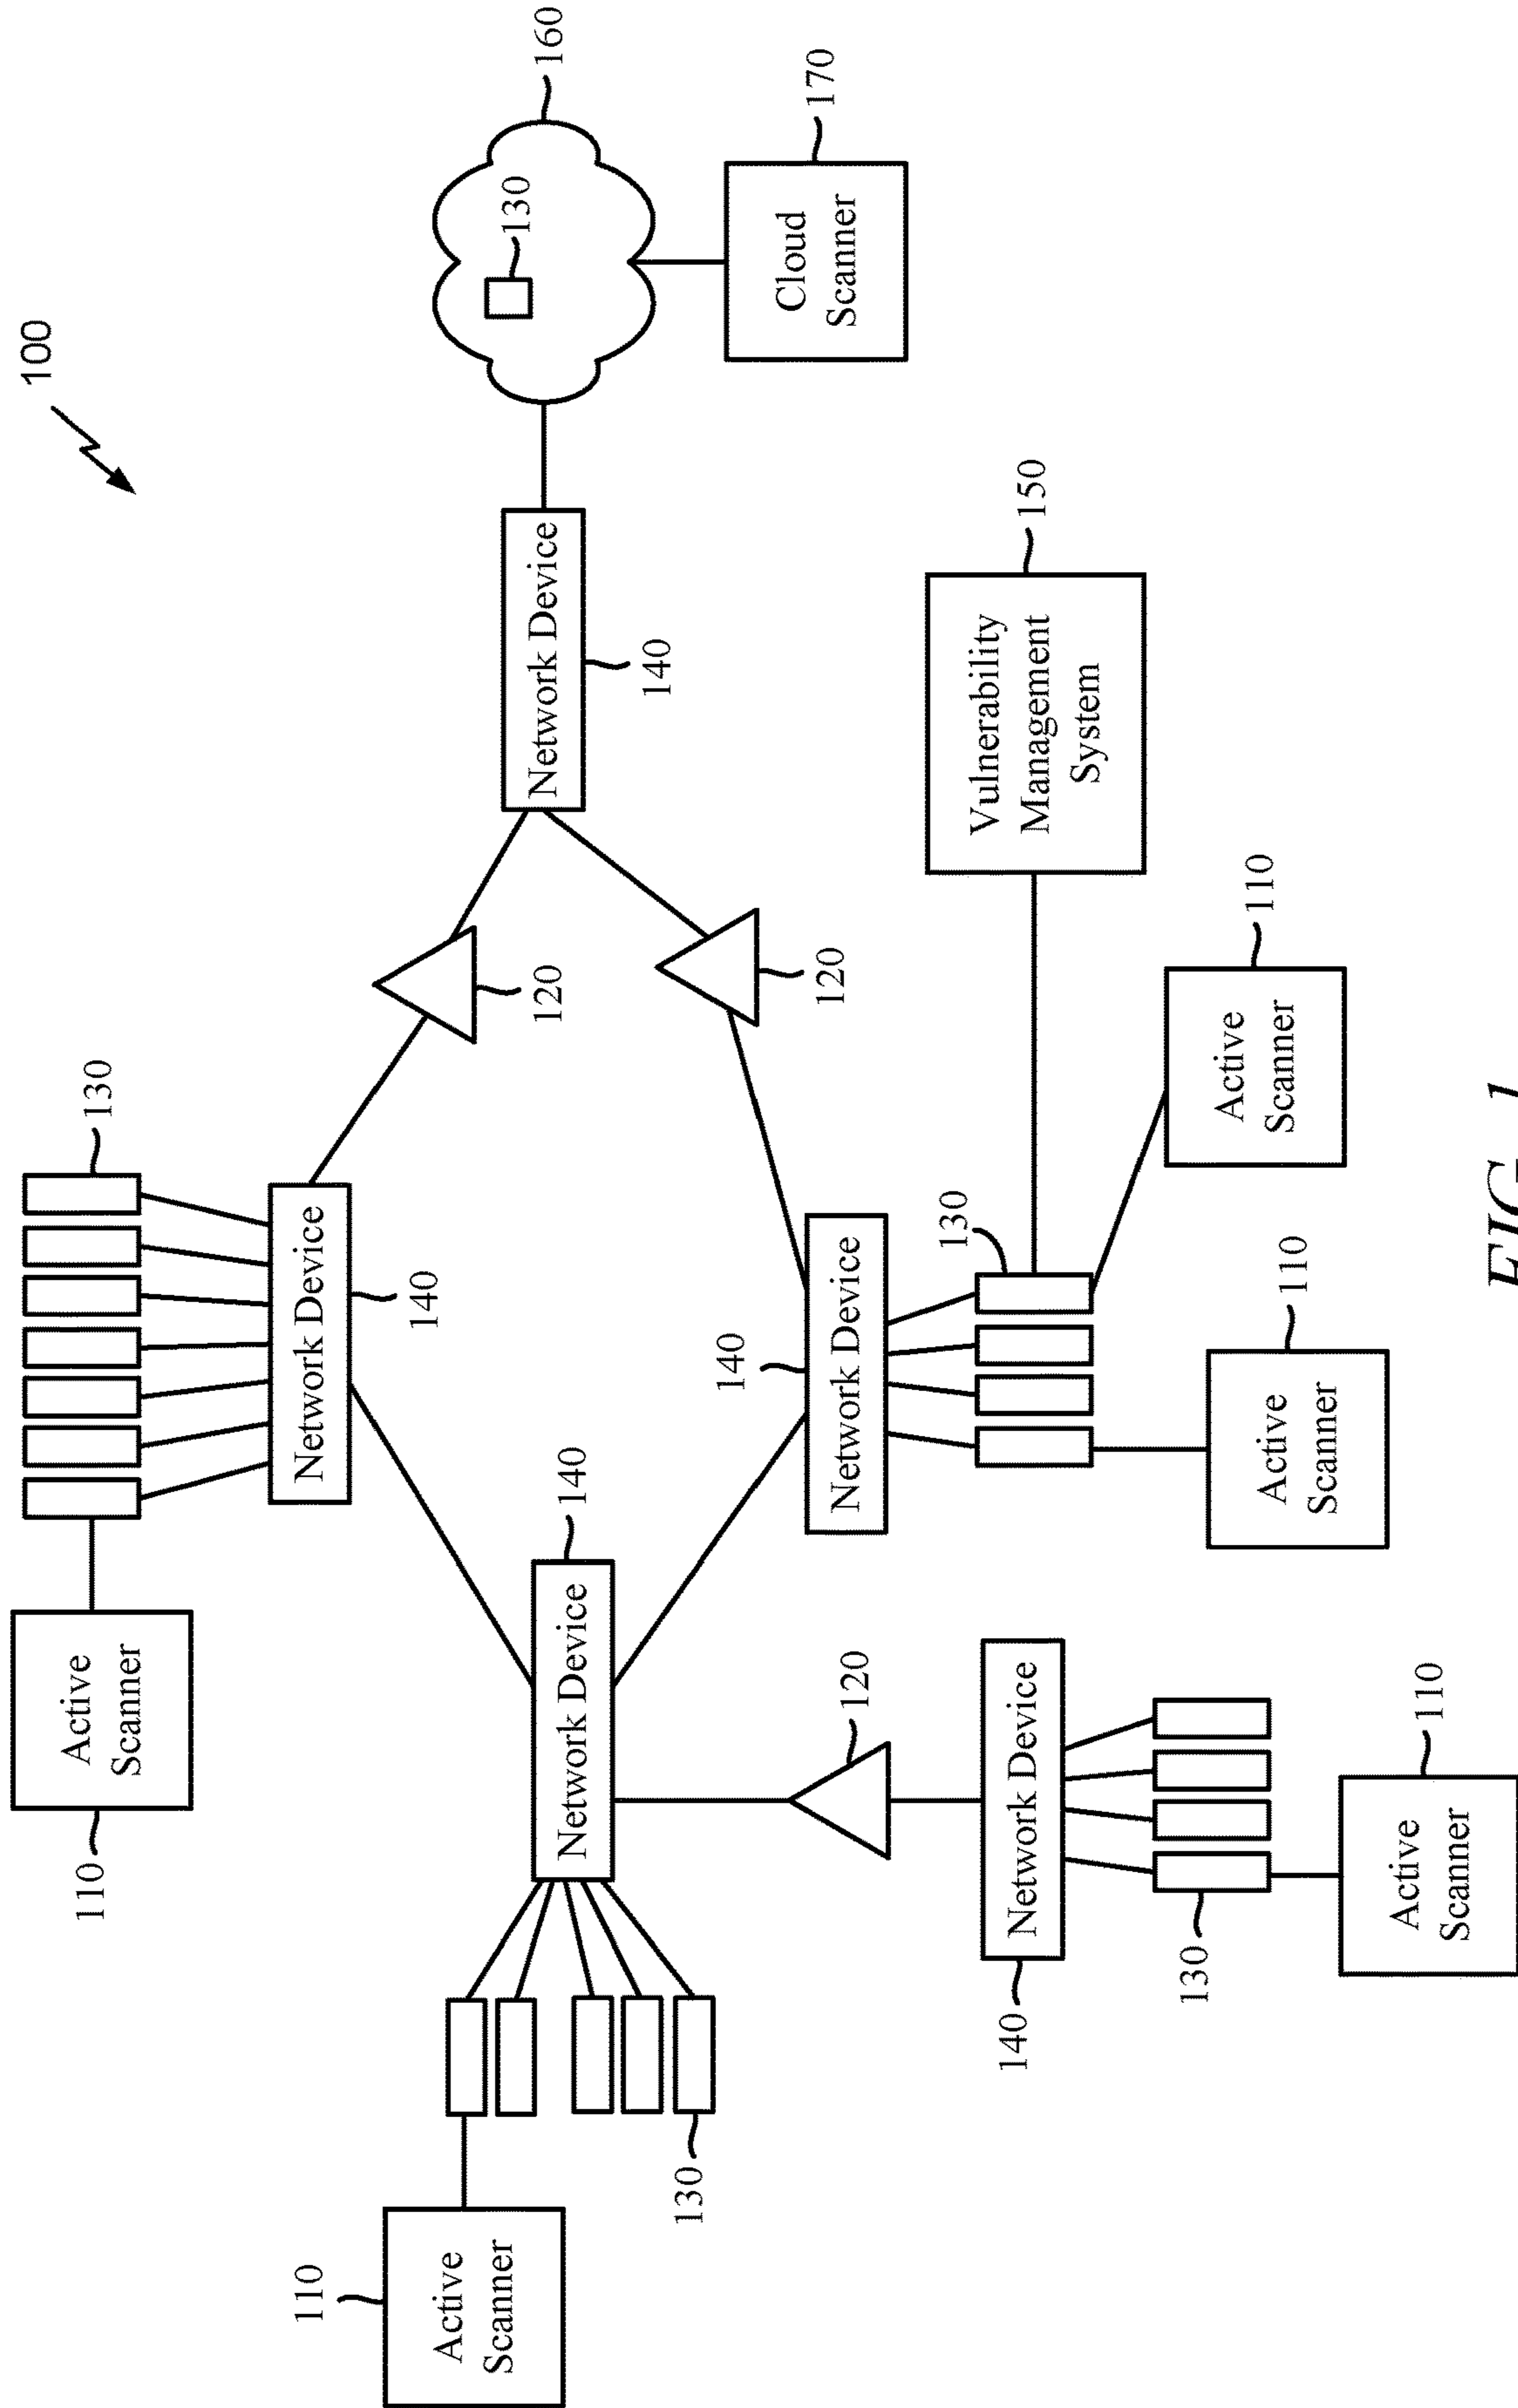 100
Active
Scanner
110
130
Network Device
140
110
Active
Scanner
160
130
120
Network Device
140
140
Network Device
130
140
Cloud
Scanner
170
120
Network Device
120
130
Vulnerability
Management
System
150
140
Network Device
130
Active
Scanner
110
110
Active
Scanner
110
Active
Scanner
FIG. 1